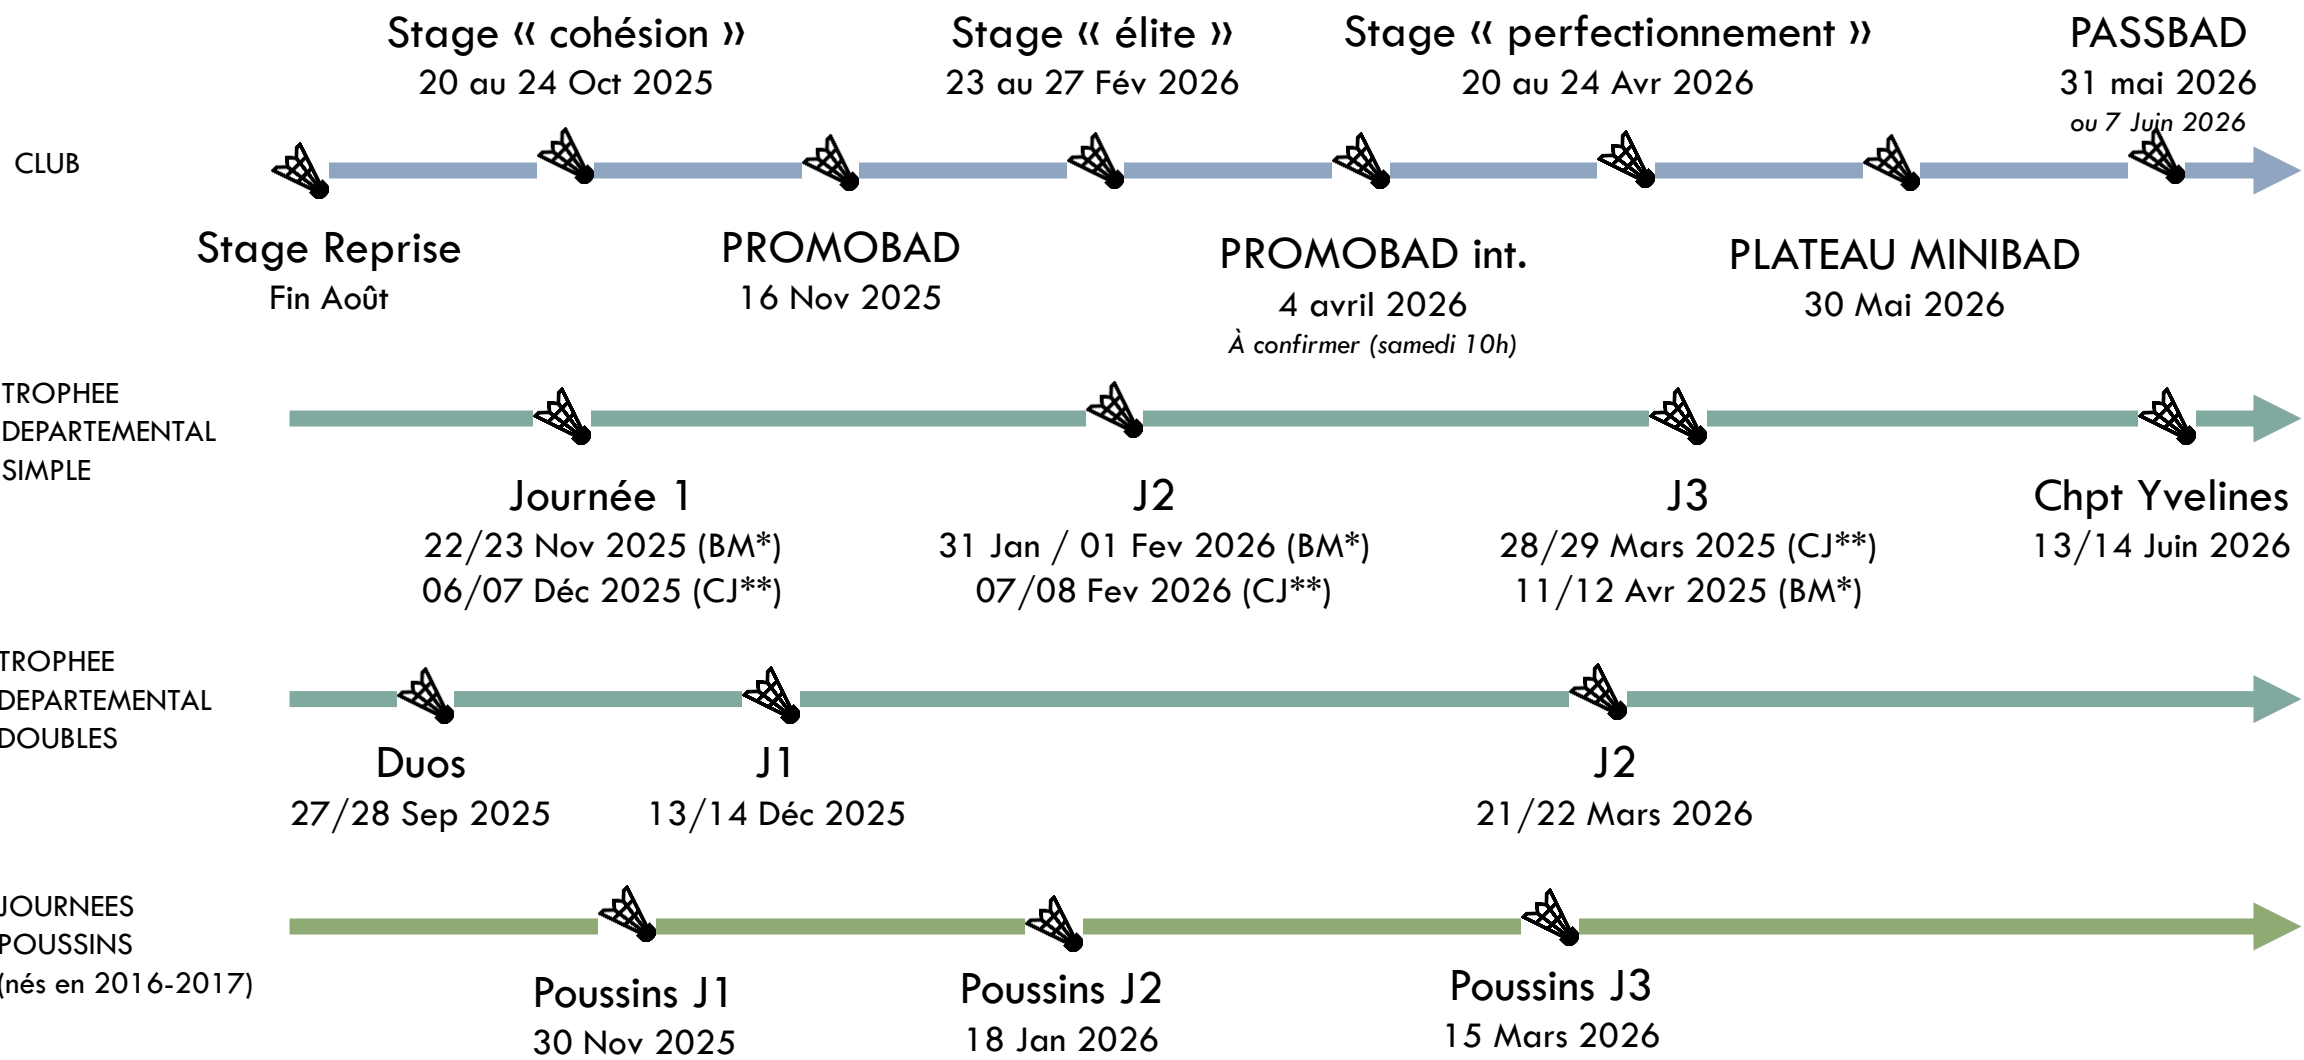 Stage « cohésion »
20 au 24 Oct 2025
Stage « élite »
23 au 27 Fév 2026
Stage « perfectionnement »
20 au 24 Avr 2026
PASSBAD
31 mai 2026
ou 7 Juin 2026
CLUB
Stage Reprise
Fin Août
PROMOBAD
16 Nov 2025
PROMOBAD int.
4 avril 2026
À confirmer (samedi 10h)
PLATEAU MINIBAD
30 Mai 2026
TROPHEE
DEPARTEMENTAL
SIMPLE
Journée 1
22/23 Nov 2025 (BM*)
06/07 Déc 2025 (CJ**)
J2
31 Jan / 01 Fev 2026 (BM*)
07/08 Fev 2026 (CJ**)
J3
28/29 Mars 2025 (CJ**)
11/12 Avr 2025 (BM*)
Chpt Yvelines
13/14 Juin 2026
TROPHEE
DEPARTEMENTAL
DOUBLES
Duos
27/28 Sep 2025
J1
13/14 Déc 2025
J2
21/22 Mars 2026
JOURNEES
POUSSINS
(nés en 2016-2017)
Poussins J1
30 Nov 2025
Poussins J2
18 Jan 2026
Poussins J3
15 Mars 2026